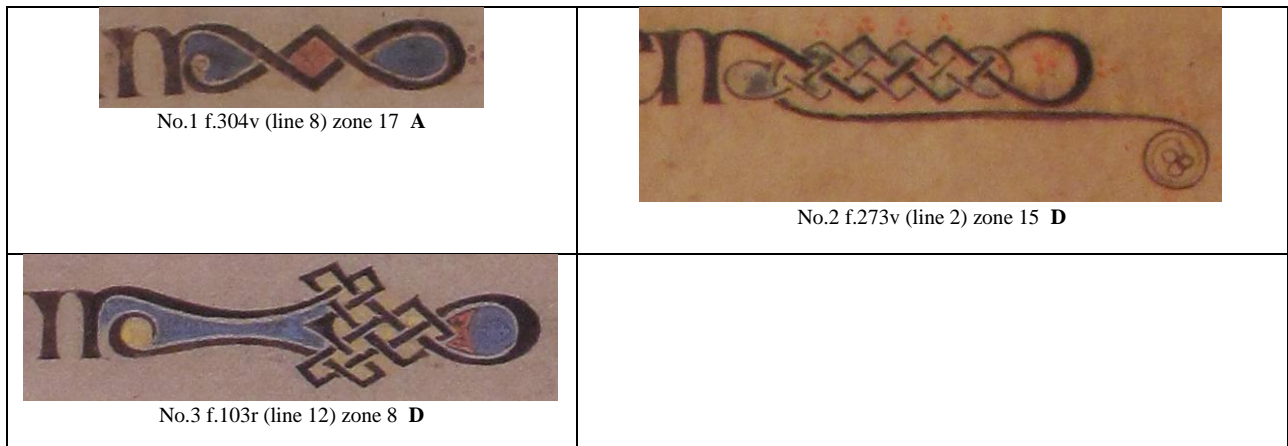 No.1 f.304v (line 8) zone 17 A
No.2 f.273v (line 2) zone 15 D
No.3 f.103r (line 12) zone 8 D